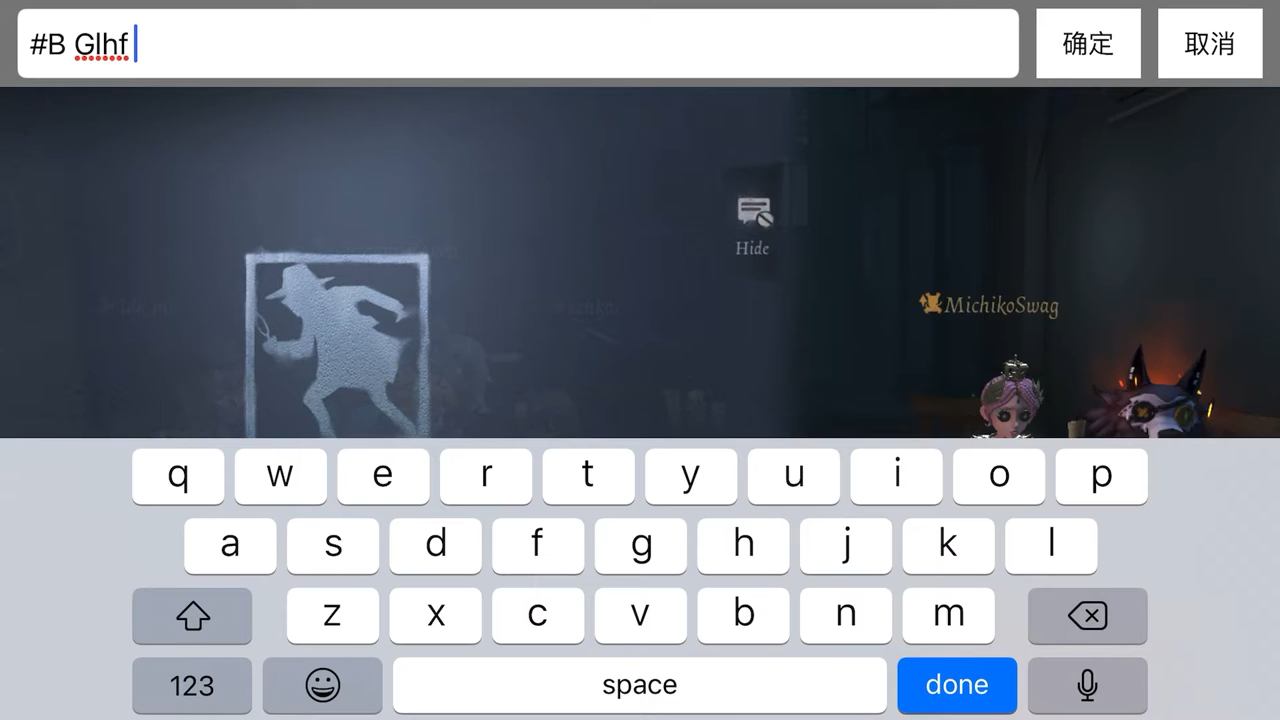 #B Glhf
确定
取消
Hide
MichikoSwag
q w e r t y u i o p
a s d f g h j k l
z x c v b n m
123
space
done